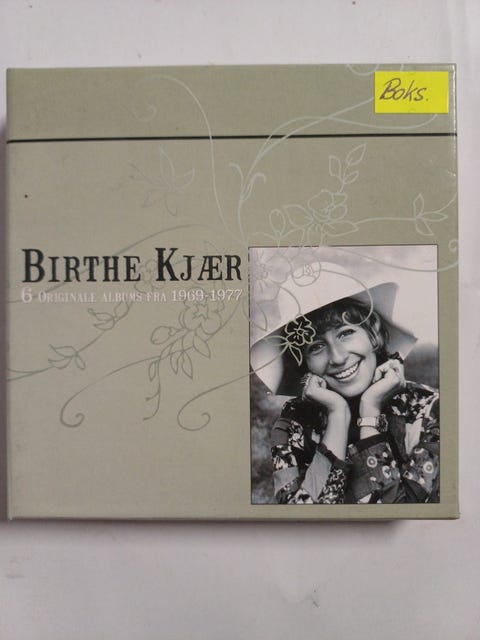 Boks.
BIRTHE KJÆR
6 ORIGINALE ALBUMS FRA 1969-1977